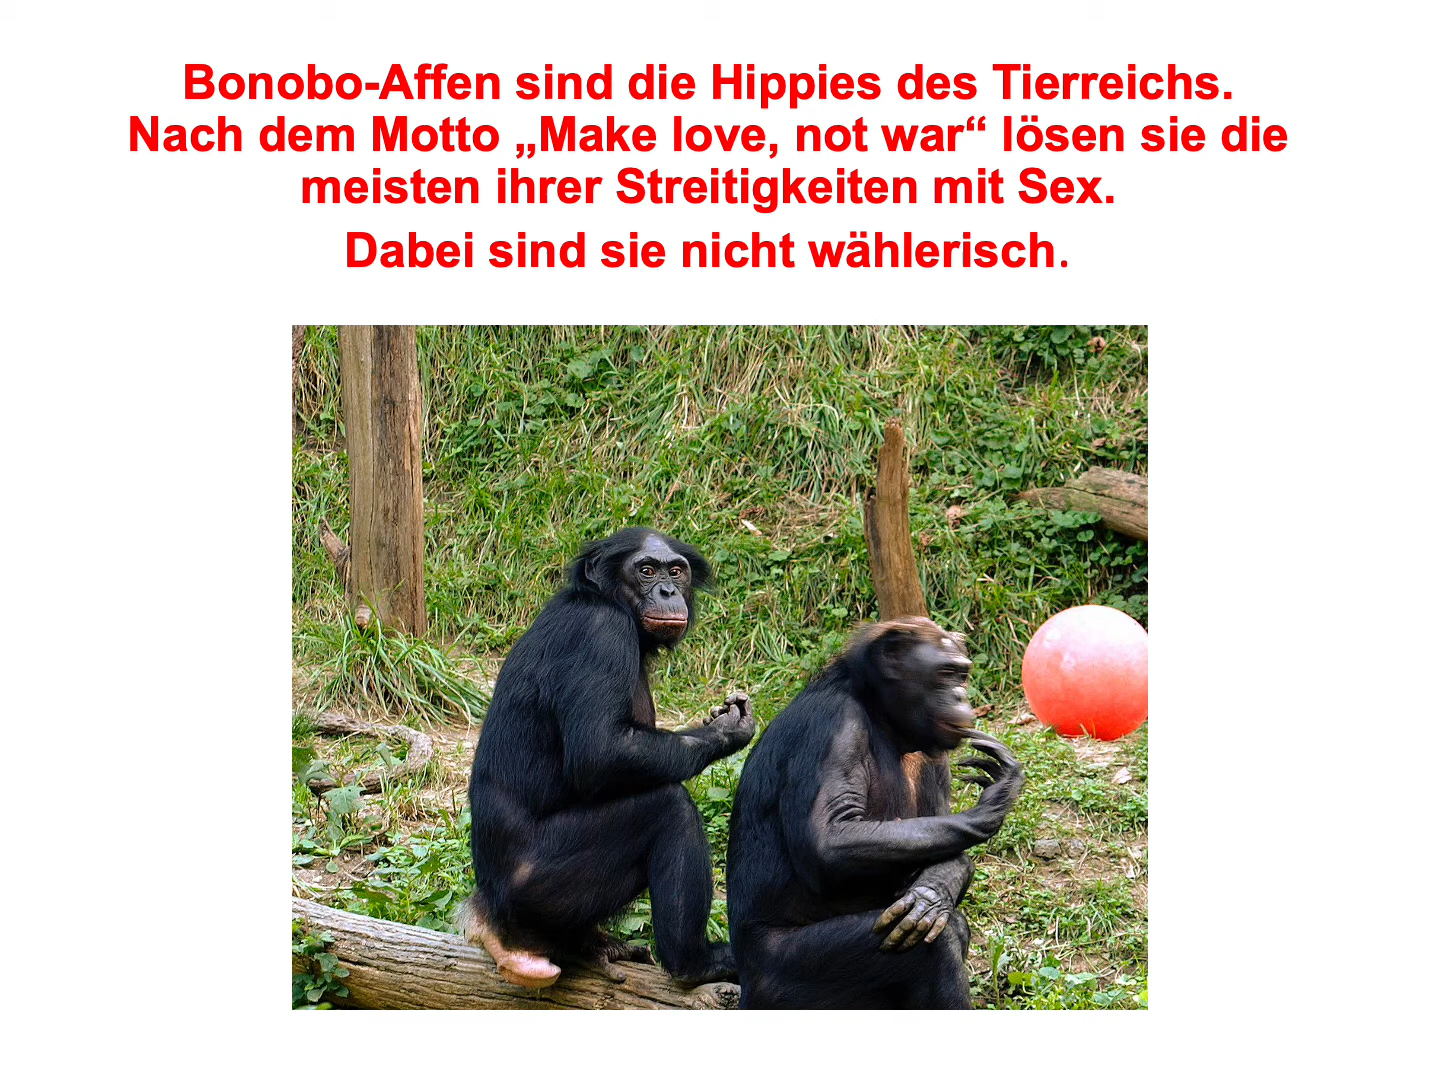 Bonobo-Affen sind die Hippies des Tierreichs.
Nach dem Motto „Make love, not war“ lösen sie die
meisten ihrer Streitigkeiten mit Sex.
Dabei sind sie nicht wählerisch.